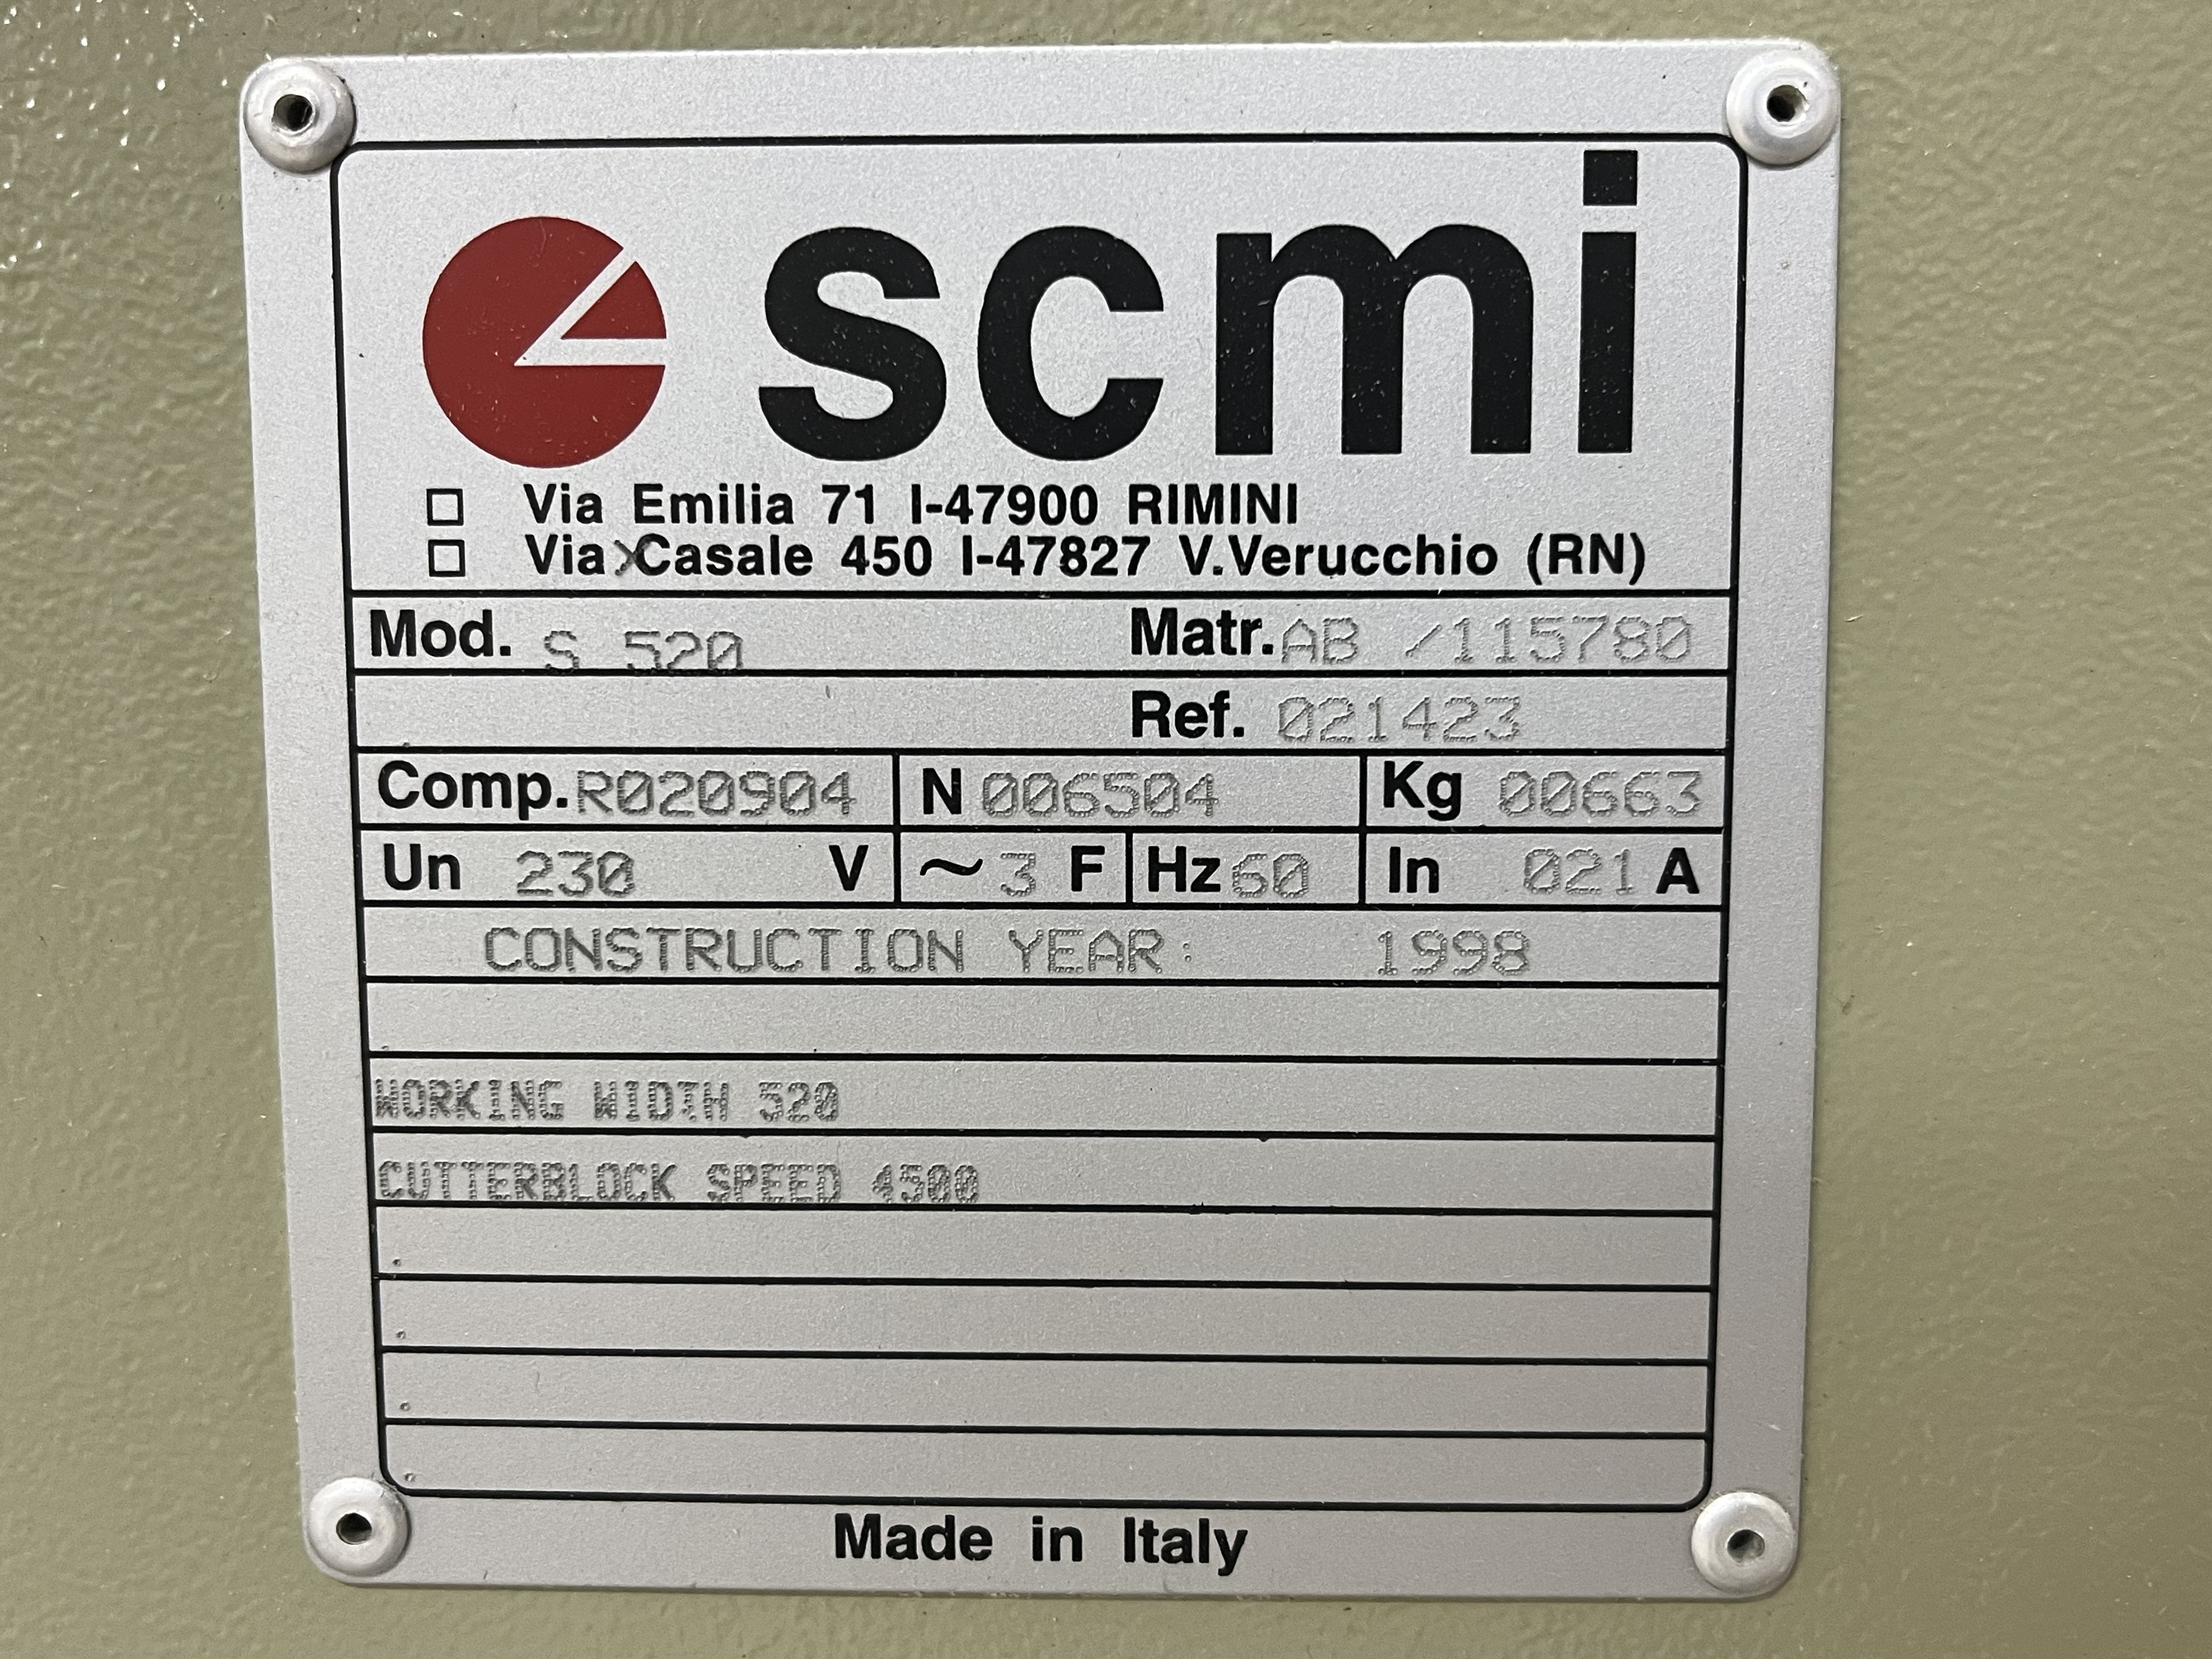 scmi
□ Via Emilia 71 I-47900 RIMINI
□ Via X Casale 450 I-47827 V.Verucchio (RN)
Mod. S 520 Matr. AB /115780
Ref. 021423
Comp. R020904 N 006504 Kg 00663
Un 230 V ~ 3 F Hz 60 In 021 A
CONSTRUCTION YEAR: 1998
WORKING WIDTH 520
CUTTERBLOCK SPEED 4500
Made in Italy